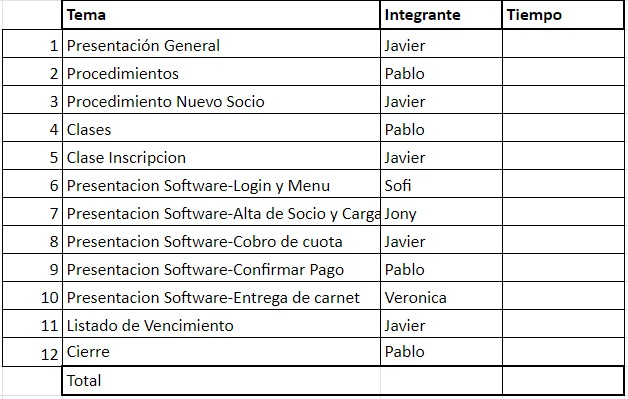 Tema Integrante Tiempo
1 Presentación General Javier
2 Procedimientos Pablo
3 Procedimiento Nuevo Socio Javier
4 Clases Pablo
5 Clase Inscripcion Javier
6 Presentacion Software-Login y Menu Sofi
7 Presentacion Software-Alta de Socio y Carga Jony
8 Presentacion Software-Cobro de cuota Javier
9 Presentacion Software-Confirmar Pago Pablo
10 Presentacion Software-Entrega de carnet Veronica
11 Listado de Vencimiento Javier
12 Cierre Pablo
Total